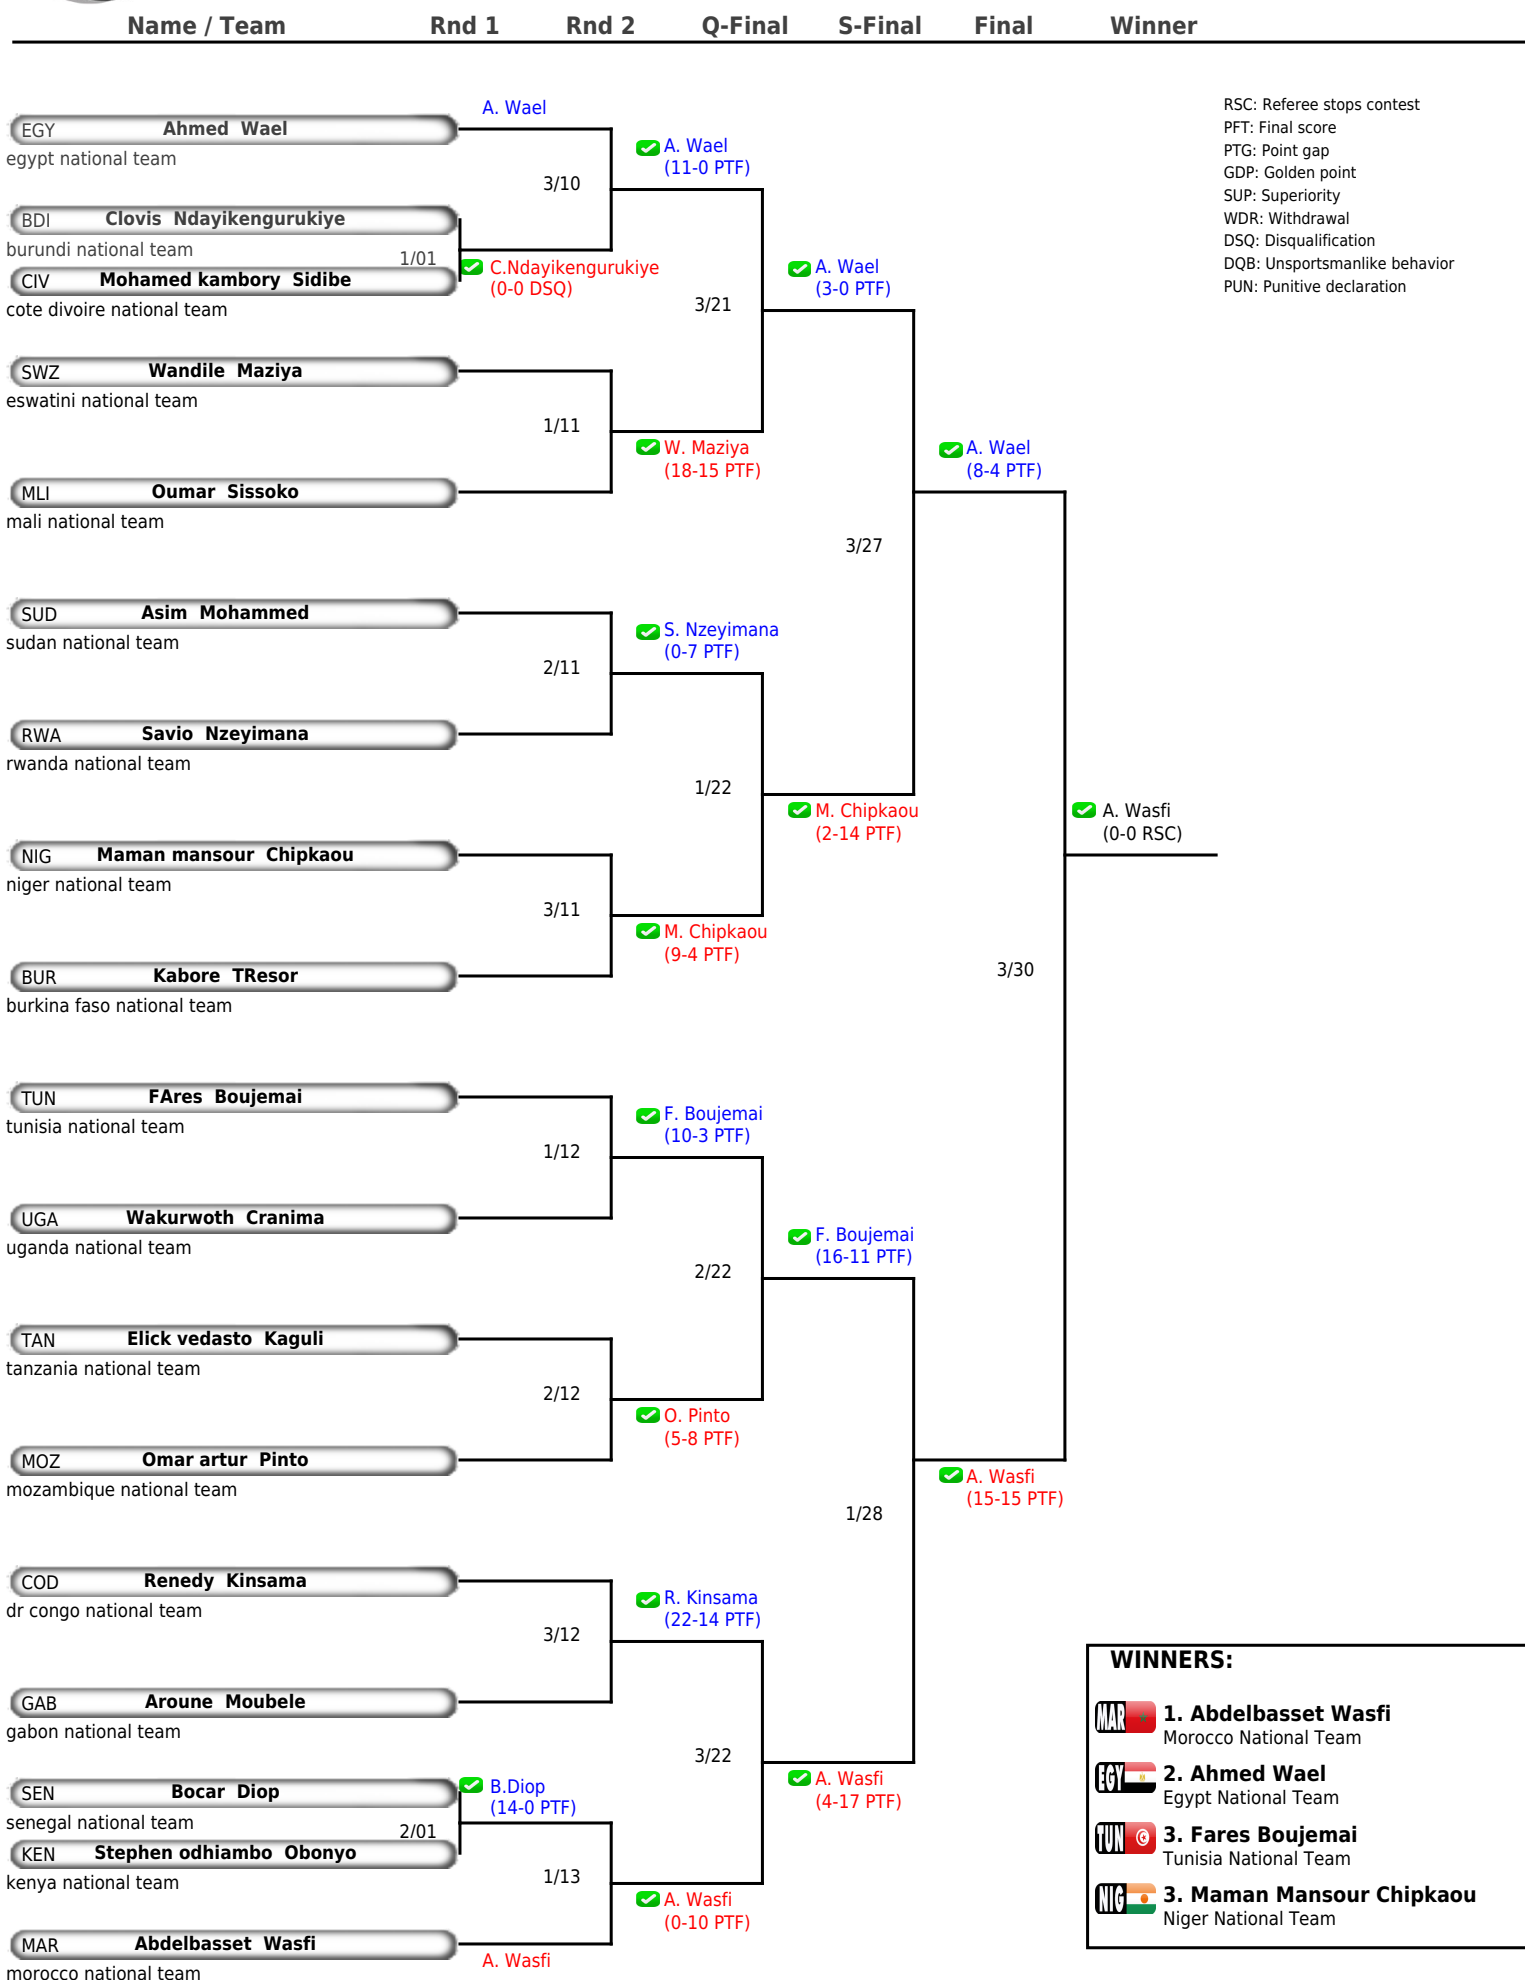 Name / Team Rnd 1 Rnd 2 Q-Final S-Final Final Winner
RSC: Referee stops contest
PFT: Final score
PTG: Point gap
GDP: Golden point
SUP: Superiority
WDR: Withdrawal
DSQ: Disqualification
DQB: Unsportsmanlike behavior
PUN: Punitive declaration
A. Wael
EGY Ahmed Wael
egypt national team
A. Wael
(11-0 PTF)
3/10
BDI Clovis Ndayikengurukiye
burundi national team
1/01
CIV Mohamed kambory Sidibe
cote divoire national team
C.Ndayikengurukiye
(0-0 DSQ)
A. Wael
(3-0 PTF)
3/21
SWZ Wandile Maziya
eswatini national team
1/11
W. Maziya
(18-15 PTF)
A. Wael
(8-4 PTF)
MLI Oumar Sissoko
mali national team
3/27
SUD Asim Mohammed
sudan national team
S. Nzeyimana
(0-7 PTF)
2/11
RWA Savio Nzeyimana
rwanda national team
1/22
M. Chipkaou
(2-14 PTF)
A. Wasfi
(0-0 RSC)
NIG Maman mansour Chipkaou
niger national team
3/11
M. Chipkaou
(9-4 PTF)
3/30
BUR Kabore TResor
burkina faso national team
TUN FAres Boujemai
tunisia national team
F. Boujemai
(10-3 PTF)
1/12
UGA Wakurwoth Cranima
uganda national team
F. Boujemai
(16-11 PTF)
2/22
TAN Elick vedasto Kaguli
tanzania national team
2/12
O. Pinto
(5-8 PTF)
MOZ Omar artur Pinto
mozambique national team
A. Wasfi
(15-15 PTF)
1/28
COD Renedy Kinsama
dr congo national team
R. Kinsama
(22-14 PTF)
3/12
GAB Aroune Moubele
gabon national team
3/22
A. Wasfi
(4-17 PTF)
SEN Bocar Diop
senegal national team
B.Diop
(14-0 PTF)
2/01
KEN Stephen odhiambo Obonyo
kenya national team
1/13
A. Wasfi
(0-10 PTF)
MAR Abdelbasset Wasfi
morocco national team
A. Wasfi
WINNERS:
MAR 1. Abdelbasset Wasfi
Morocco National Team
EGY 2. Ahmed Wael
Egypt National Team
TUN 3. Fares Boujemai
Tunisia National Team
NIG 3. Maman Mansour Chipkaou
Niger National Team